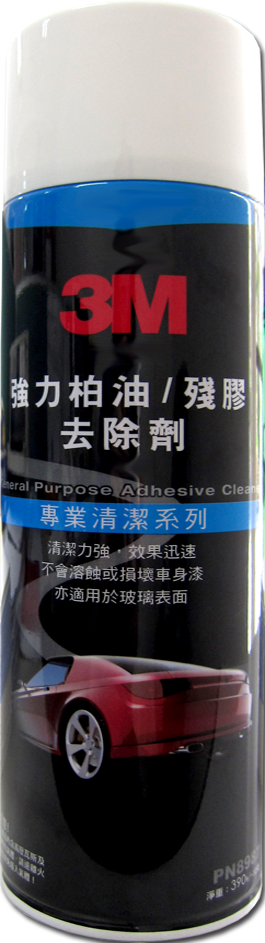 3M
強力柏油/殘膠
去除劑
General Purpose Adhesive Cleaner
專業清潔系列
清潔力強，效果迅速
不會溶蝕或損壞車身漆
亦適用於玻璃表面